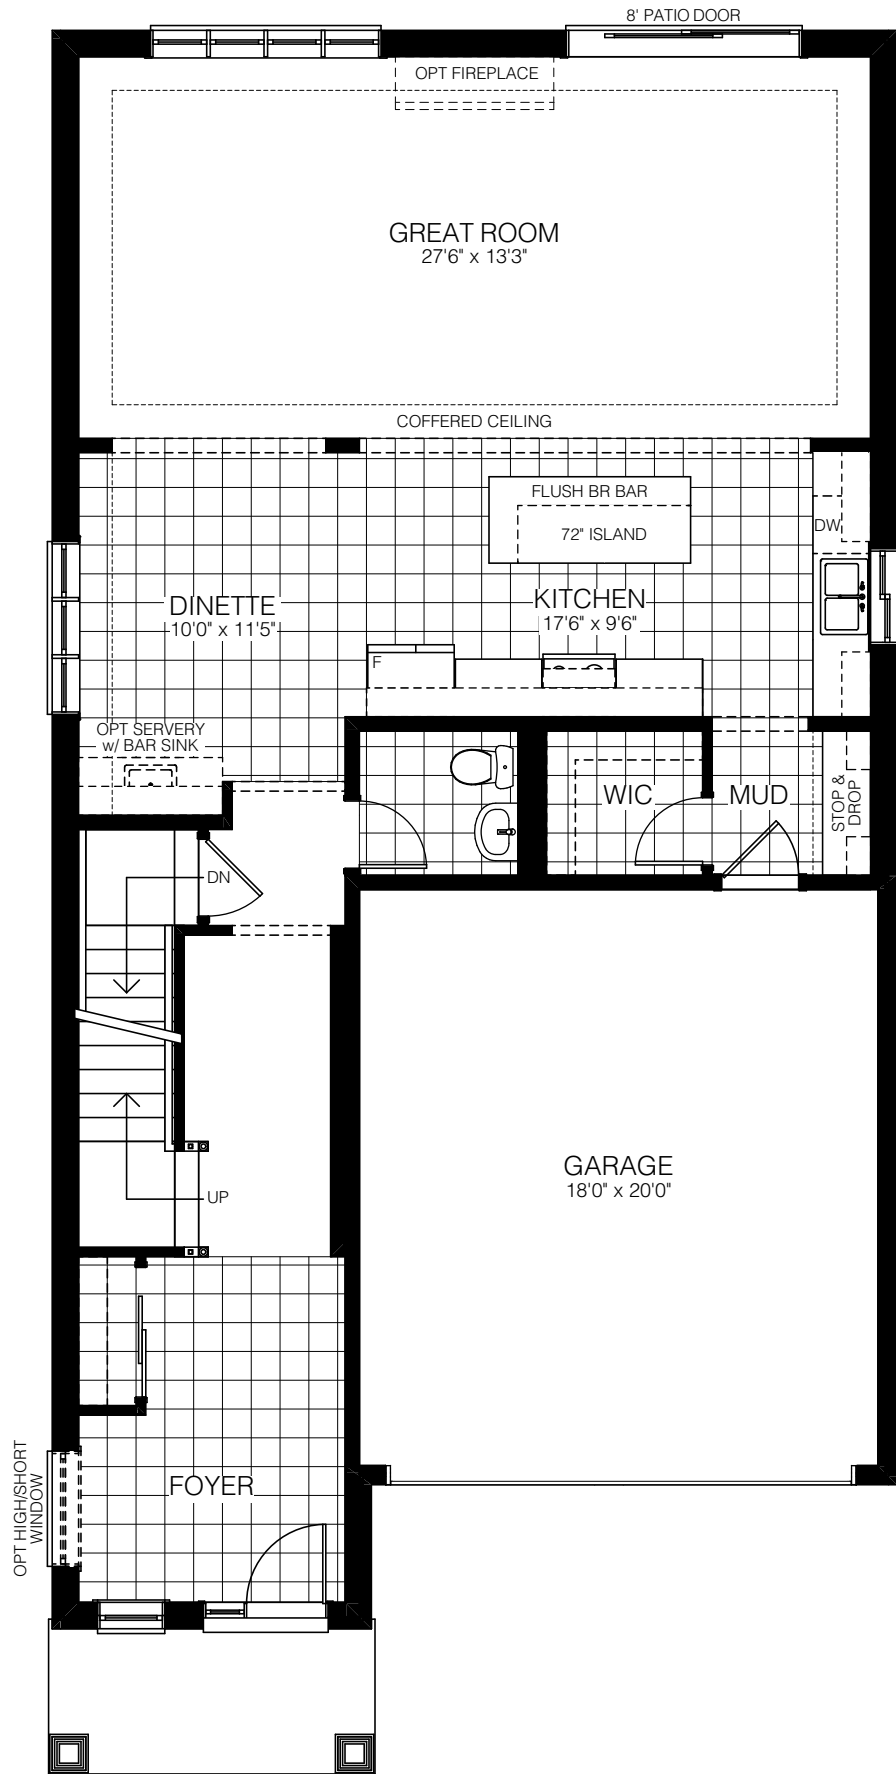 8' PATIO DOOR
OPT FIREPLACE
GREAT ROOM
27'6" x 13'3"
COFFERED CEILING
FLUSH BR BAR
72" ISLAND
DW
DINETTE
10'0" x 11'5"
KITCHEN
17'6" x 9'6"
F
OPT SERVERY
w/ BAR SINK
WIC
MUD
STOP &
DROP
DN
GARAGE
18'0" x 20'0"
UP
FOYER
OPT HIGH/SHORT
WINDOW